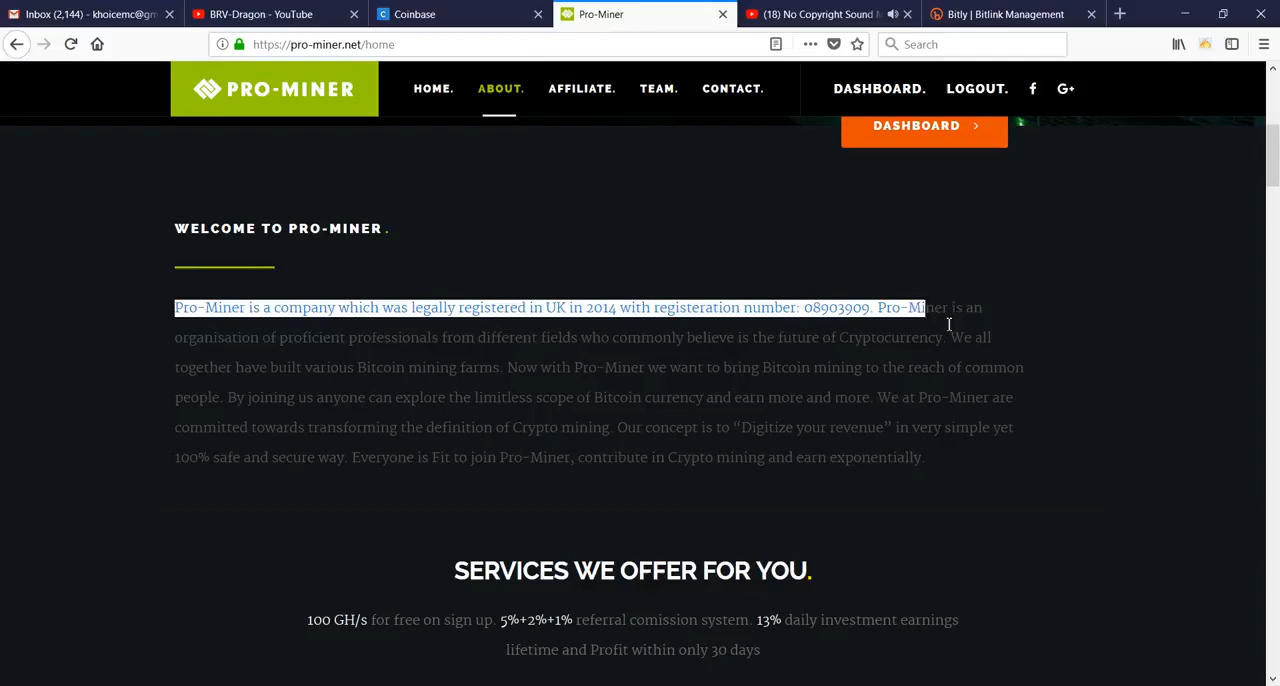 Inbox (2,144) - khoicemc@gm
BRV-Dragon - YouTube
Coinbase
Pro-Miner
(18) No Copyright Sound
Bitly | Bitlink Management
https://pro-miner.net/home
Search
PRO-MINER
HOME.
ABOUT.
AFFILIATE.
TEAM.
CONTACT.
DASHBOARD.
LOGOUT.
DASHBOARD
WELCOME TO PRO-MINER.
Pro-Miner is a company which was legally registered in UK in 2014 with registeration number: 08903909. Pro-Miner is an
organisation of proficient professionals from different fields who commonly believe is the future of Cryptocurrency. We all
together have built various Bitcoin mining farms. Now with Pro-Miner we want to bring Bitcoin mining to the reach of common
people. By joining us anyone can explore the limitless scope of Bitcoin currency and earn more and more. We at Pro-Miner are
committed towards transforming the definition of Crypto mining. Our concept is to “Digitize your revenue” in very simple yet
100% safe and secure way. Everyone is Fit to join Pro-Miner, contribute in Crypto mining and earn exponentially.
SERVICES WE OFFER FOR YOU.
100 GH/s for free on sign up. 5%+2%+1% referral comission system. 13% daily investment earnings
lifetime and Profit within only 30 days